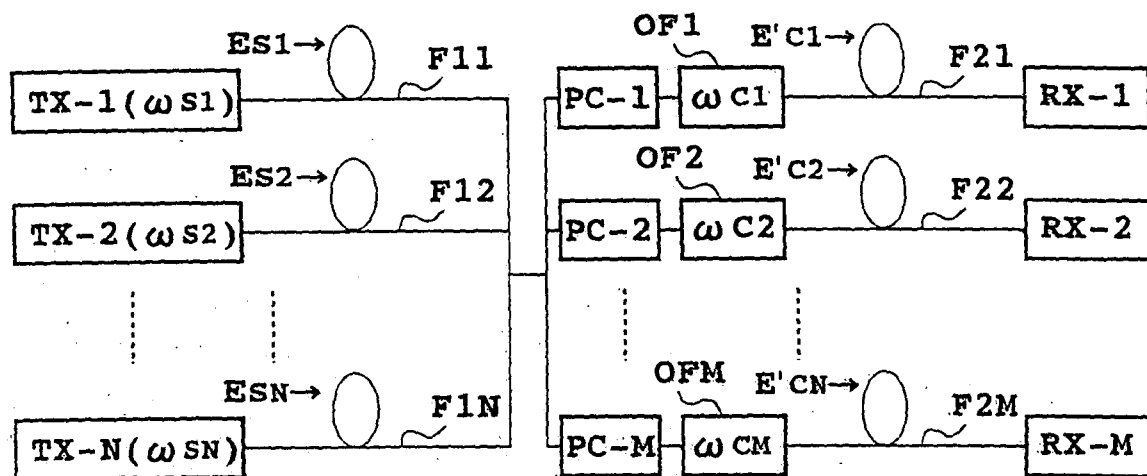 ES1→ F11 OF1 E'C1→ F21
TX-1(ωS1) PC-1 ωC1 RX-1
ES2→ F12 OF2 E'C2→ F22
TX-2(ωS2) PC-2 ωC2 RX-2
ESN→ F1N OFM E'CN→ F2M
TX-N(ωSN) PC-M ωCM RX-M